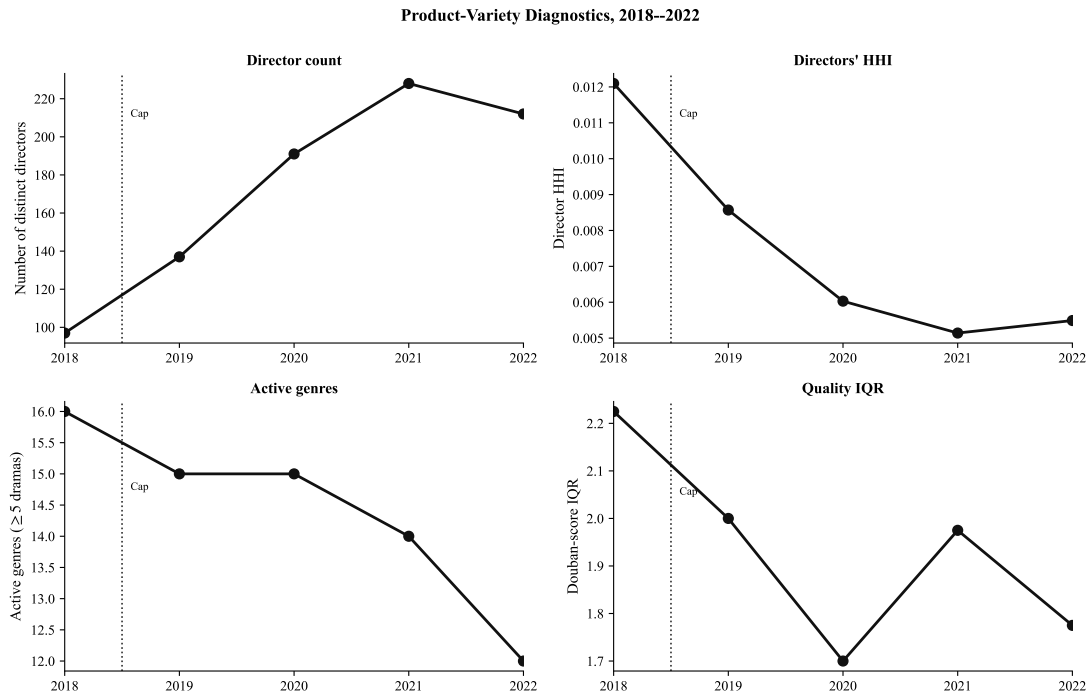 Product-Variety Diagnostics, 2018--2022
Director count
Number of distinct directors
220
200
180
160
140
120
100
Cap
2018 2019 2020 2021 2022
Directors' HHI
Director HHI
0.012
0.011
0.010
0.009
0.008
0.007
0.006
0.005
Cap
2018 2019 2020 2021 2022
Active genres
Active genres (≥5 dramas)
16.0
15.5
15.0
14.5
14.0
13.5
13.0
12.5
12.0
Cap
2018 2019 2020 2021 2022
Quality IQR
Douban-score IQR
2.2
2.1
2.0
1.9
1.8
1.7
Cap
2018 2019 2020 2021 2022